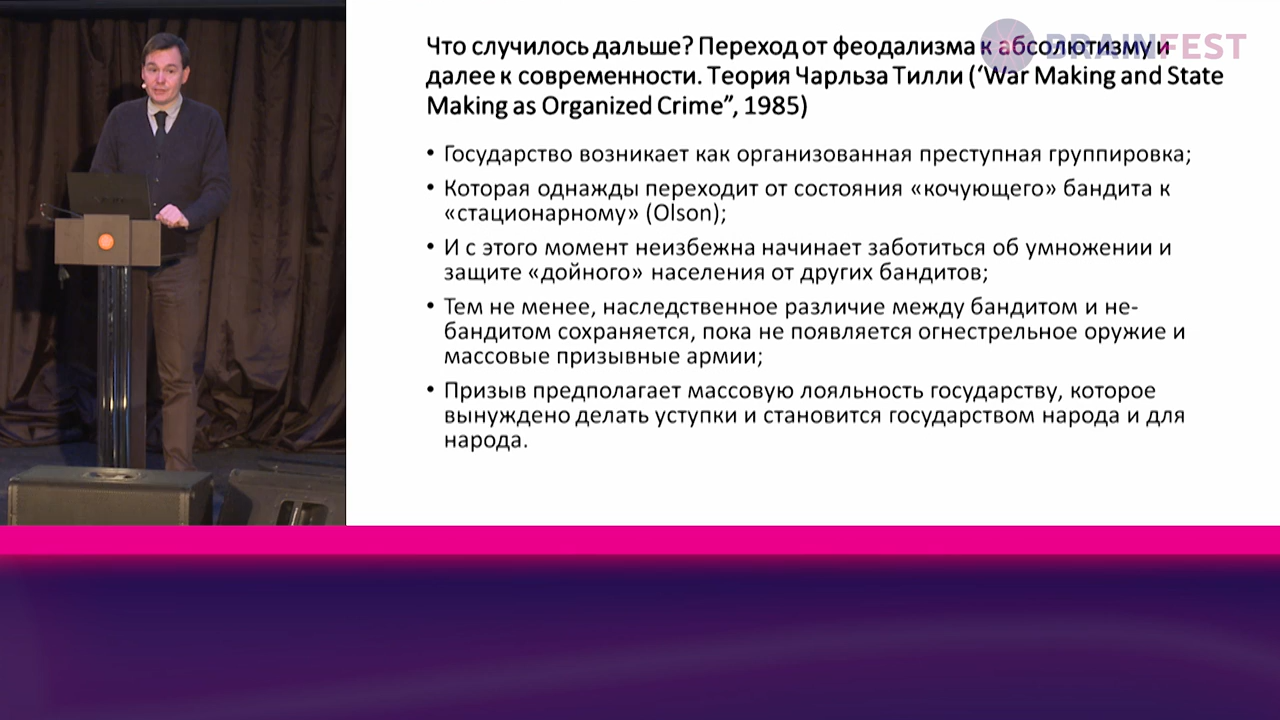 BRAINFEST
Что случилось дальше? Переход от феодализма к абсолютизму и
далее к современности. Теория Чарльза Тилли (‘War Making and State
Making as Organized Crime”, 1985)
• Государство возникает как организованная преступная группировка;
• Которая однажды переходит от состояния «кочующего» бандита к
«стационарному» (Olson);
• И с этого момент неизбежна начинает заботиться об умножении и
защите «дойного» населения от других бандитов;
• Тем не менее, наследственное различие между бандитом и не-
бандитом сохраняется, пока не появляется огнестрельное оружие и
массовые призывные армии;
• Призыв предполагает массовую лояльность государству, которое
вынуждено делать уступки и становится государством народа и для
народа.